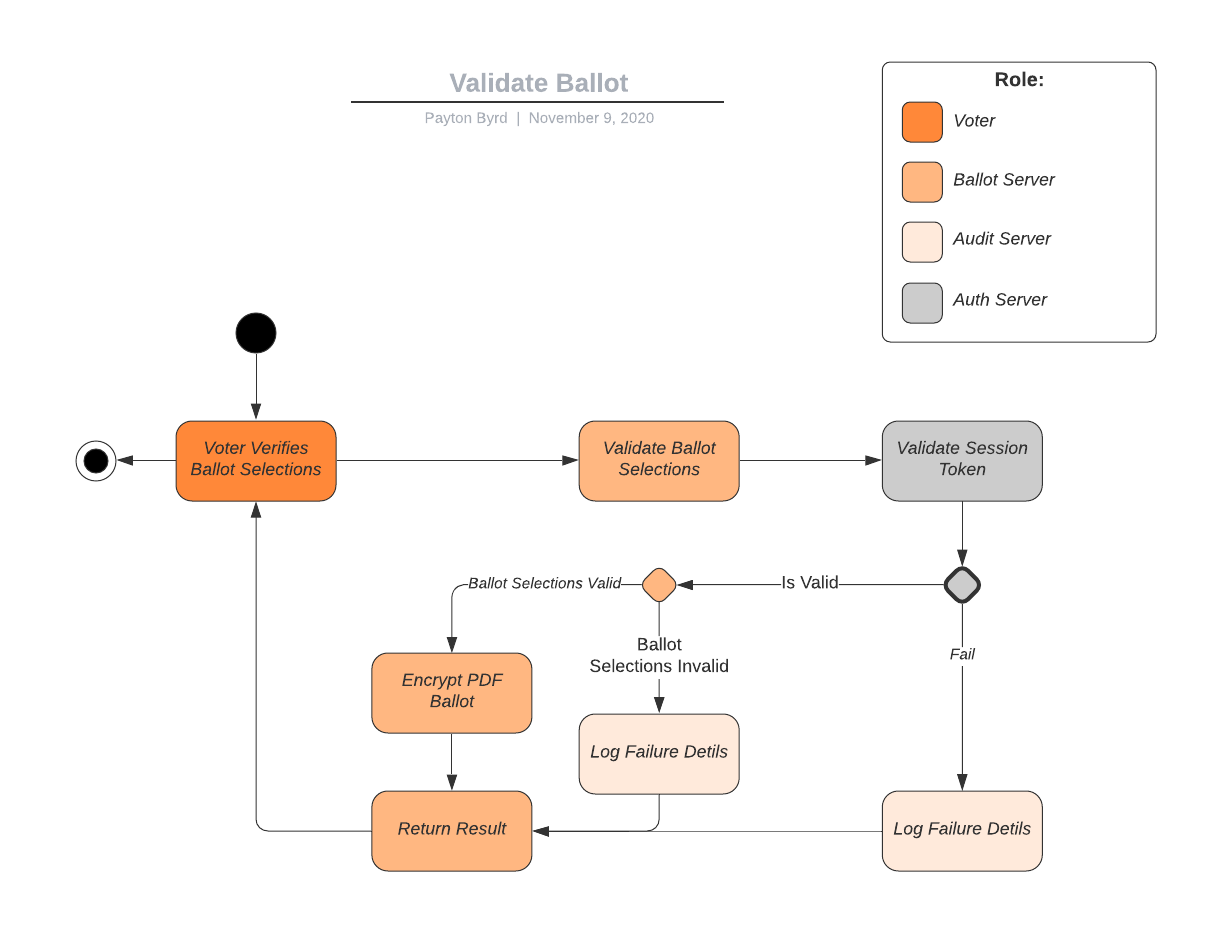 Validate Ballot
Payton Byrd | November 9, 2020
Role:
Voter
Ballot Server
Audit Server
Auth Server
Voter Verifies
Ballot Selections
Validate Ballot
Selections
Validate Session
Token
Ballot Selections Valid
Is Valid
Ballot
Selections Invalid
Fail
Encrypt PDF
Ballot
Log Failure Detils
Return Result
Log Failure Detils